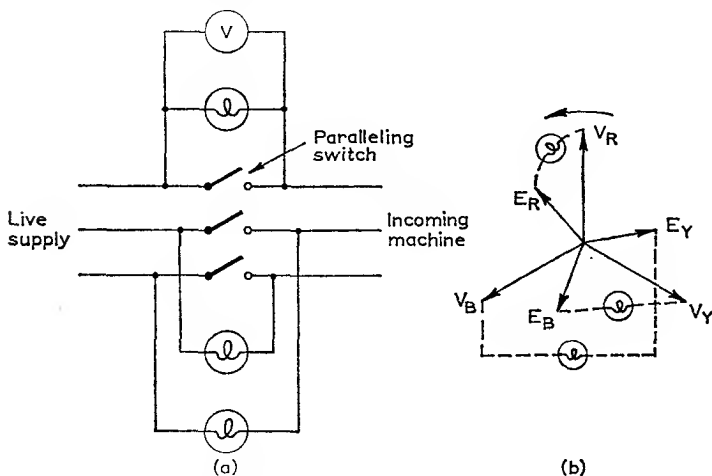 V
Paralleling
switch
Live
supply
Incoming
machine
(a)
V_R
E_R
E_Y
V_B
E_B
V_Y
(b)